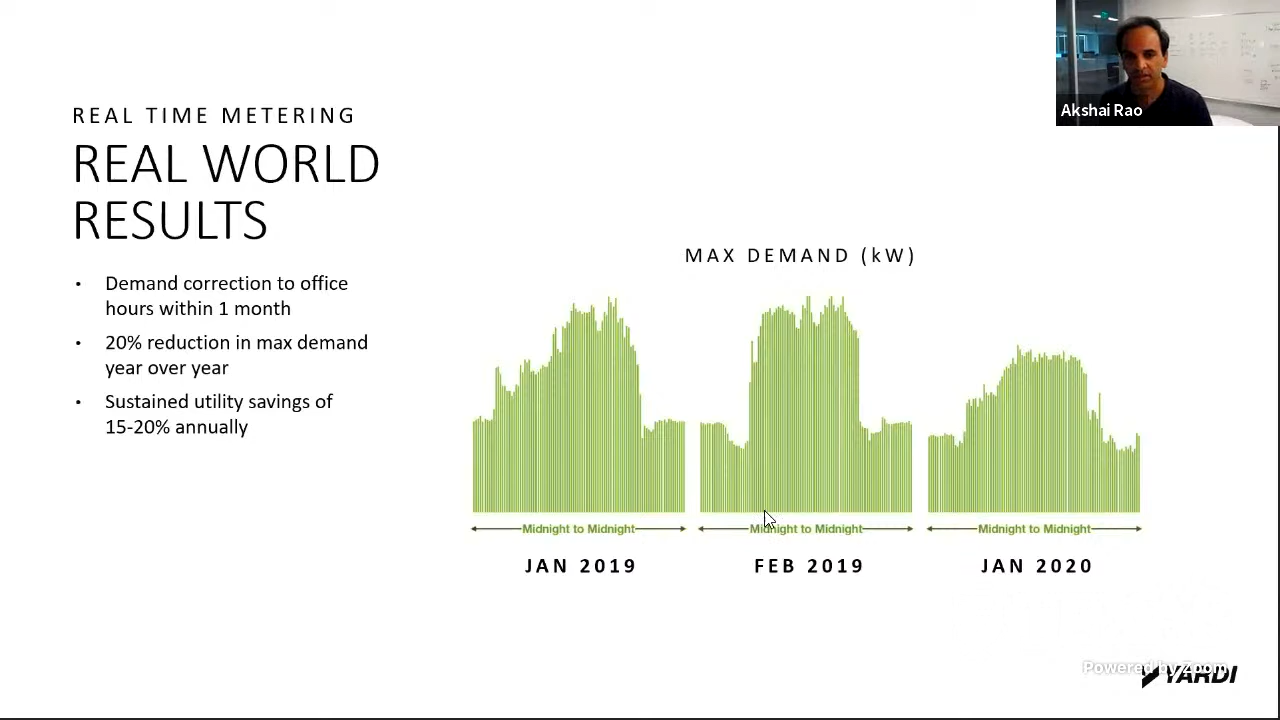 Akshai Rao
REAL TIME METERING
REAL WORLD
RESULTS
• Demand correction to office
hours within 1 month
• 20% reduction in max demand
year over year
• Sustained utility savings of
15-20% annually
MAX DEMAND (kW)
Midnight to Midnight
Midnight to Midnight
Midnight to Midnight
JAN 2019
FEB 2019
JAN 2020
Powered by Zoom
YARDI